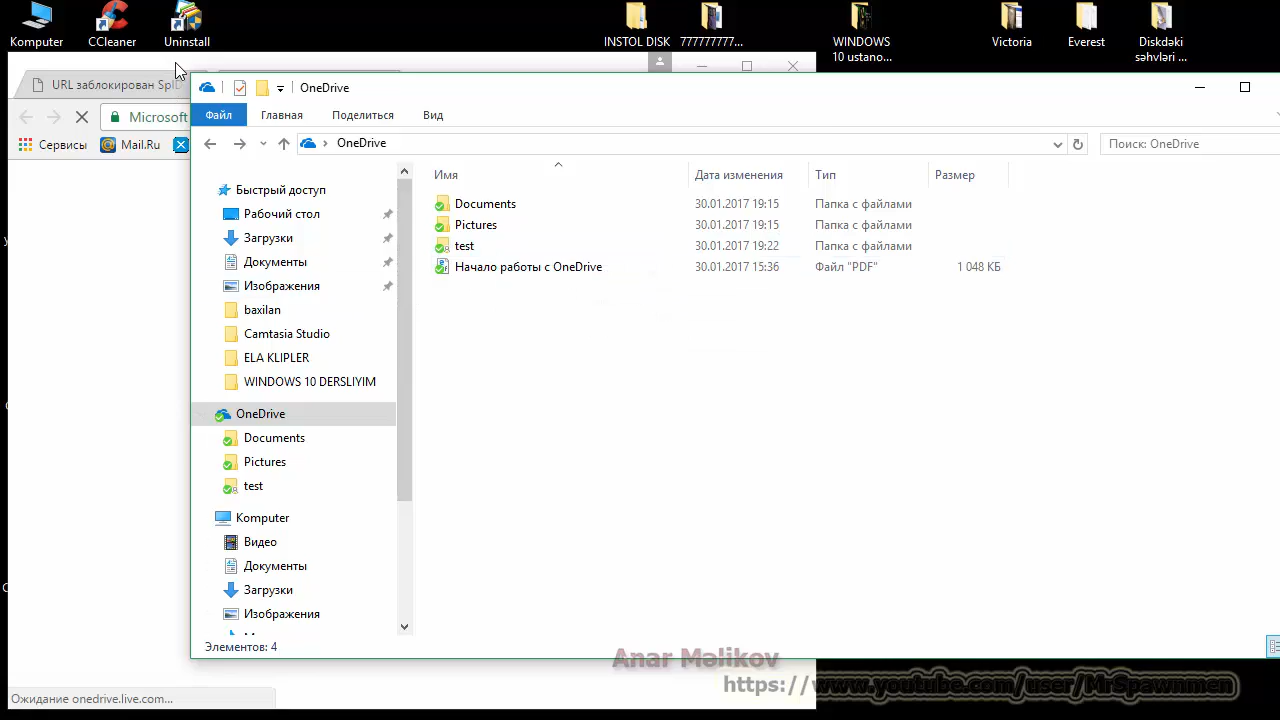 Komputer
CCleaner
Uninstall
INSTOL DISK
777777777...
WINDOWS
10 ustano...
Victoria
Everest
Diskdəki
səhvləri ...
URL заблокирован SpID
Microsoft
Сервисы
Mail.Ru
OneDrive
Файл
Главная
Поделиться
Вид
OneDrive
Поиск: OneDrive
Имя
Дата изменения
Тип
Размер
Documents 30.01.2017 19:15 Папка с файлами
Pictures 30.01.2017 19:15 Папка с файлами
test 30.01.2017 19:22 Папка с файлами
Начало работы с OneDrive 30.01.2017 15:36 Файл "PDF" 1 048 КБ
Быстрый доступ
Рабочий стол
Загрузки
Документы
Изображения
baxilan
Camtasia Studio
ELA KLIPLER
WINDOWS 10 DERSLIYIM
OneDrive
Documents
Pictures
test
Komputer
Видео
Документы
Загрузки
Изображения
Элементов: 4
Ожидание onedrive.live.com...
Anar Məlikov
https://www.youtube.com/user/MrSpawnmen